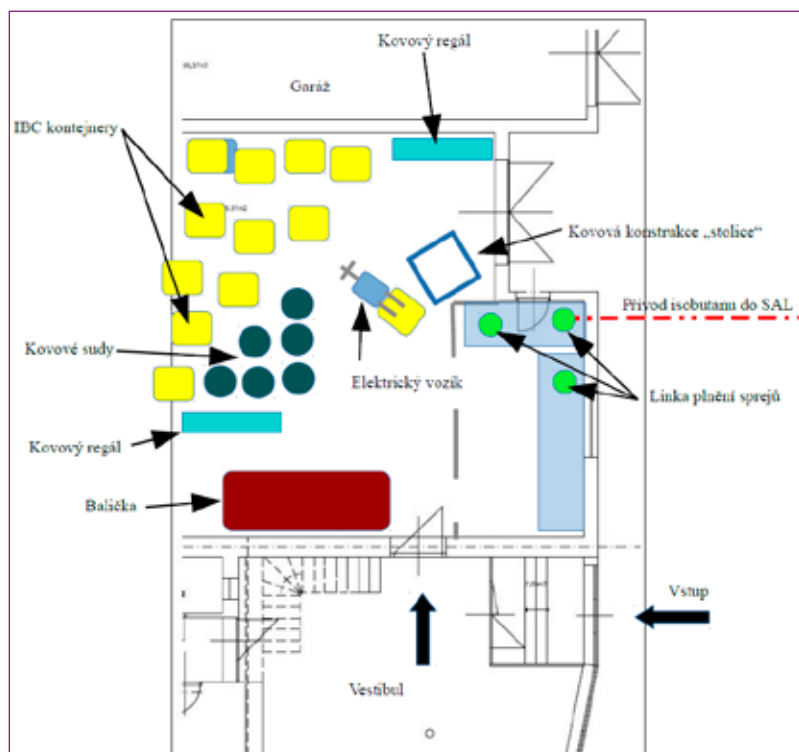 Kovový regál
Garáž
IBC kontejnery
Kovová konstrukce „stolice“
Přívod isobutanu do SAL
Kovové sudy
Elektrický vozík
Linka plnění sprejů
Kovový regál
Balička
Vstup
Vestibul